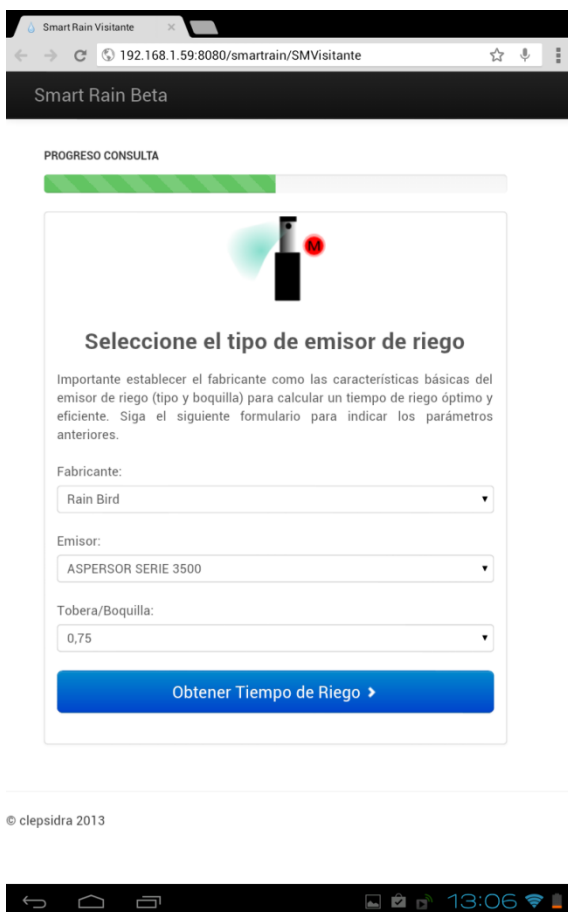 Smart Rain Visitante
192.168.1.59:8080/smartrain/SMVisitante
Smart Rain Beta
PROGRESO CONSULTA
M
Seleccione el tipo de emisor de riego
Importante establecer el fabricante como las características básicas del
emisor de riego (tipo y boquilla) para calcular un tiempo de riego óptimo y
eficiente. Siga el siguiente formulario para indicar los parámetros
anteriores.
Fabricante:
Rain Bird
Emisor:
ASPERSOR SERIE 3500
Tobera/Boquilla:
0,75
Obtener Tiempo de Riego
© clepsidra 2013
13:06